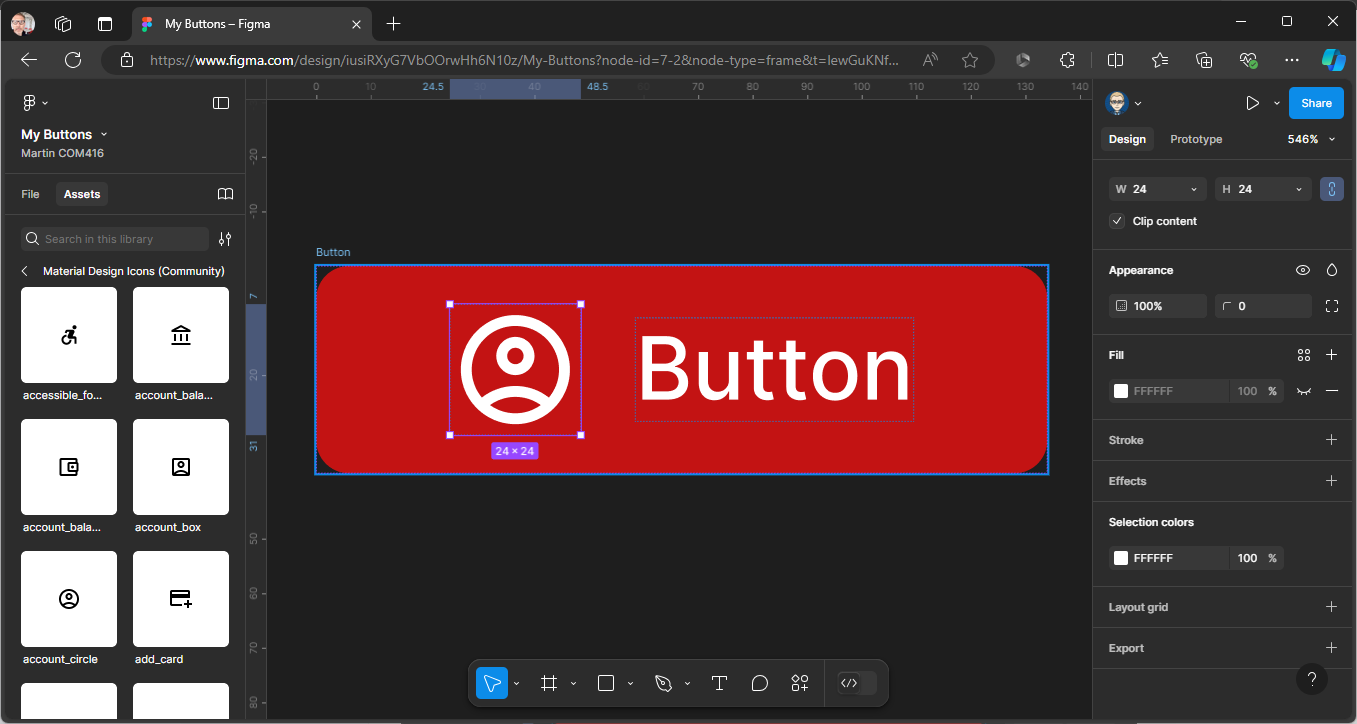 My Buttons – Figma
https://www.figma.com/design/iusiRXyG7VbOOrwHh6N10z/My-Buttons?node-id=7-2&node-type=frame&t=IewGuKNf...
My Buttons
Martin COM416
File
Assets
Search in this library
Material Design Icons (Community)
accessible_fo...
account_bala...
account_bala...
account_box
account_circle
add_card
0 10 24.5 40 48.5 60 70 80 90 100 110 120 130 140
-20
-10
7
20
31
50
60
70
80
Button
Button
24 × 24
Share
Design
Prototype
546%
W 24
H 24
Clip content
Appearance
100%
0
Fill
FFFFFF 100 %
Stroke
Effects
Selection colors
FFFFFF 100 %
Layout grid
Export
?